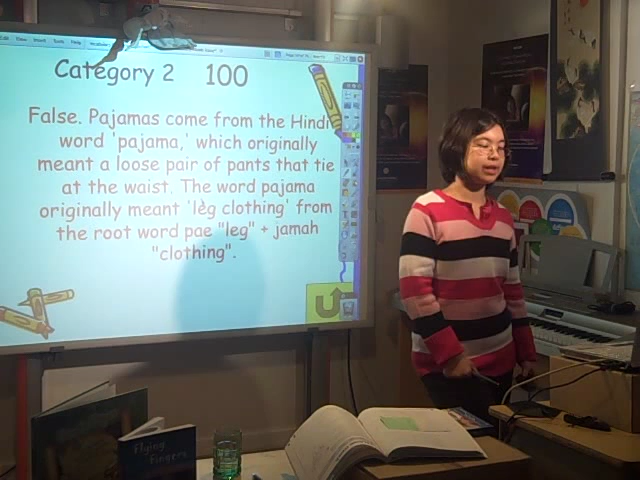 Category 2 100
False. Pajamas come from the Hindi
word 'pajama,' which originally
meant a loose pair of pants that tie
at the waist. The word pajama
originally meant 'leg clothing' from
the root word pae "leg" + jamah
"clothing".
Flying
Fingers